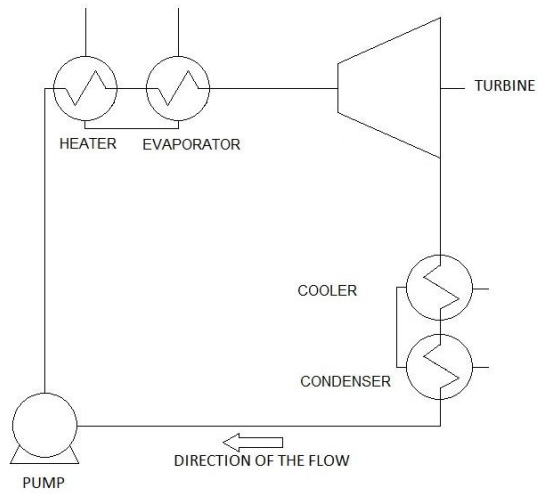 TURBINE
HEATER
EVAPORATOR
COOLER
CONDENSER
DIRECTION OF THE FLOW
PUMP